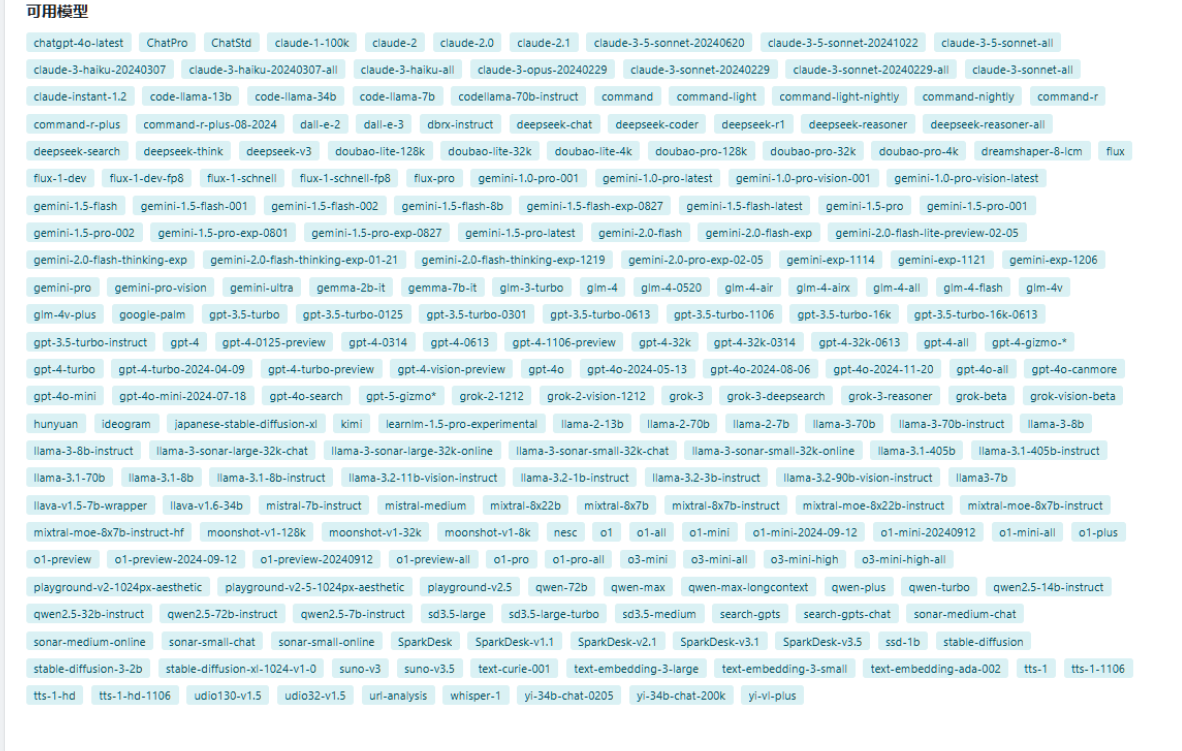 可用模型
chatgpt-4o-latest ChatPro ChatStd claude-1-100k claude-2 claude-2.0 claude-2.1 claude-3-5-sonnet-20240620 claude-3-5-sonnet-20241022 claude-3-5-sonnet-all
claude-3-haiku-20240307 claude-3-haiku-20240307-all claude-3-haiku-all claude-3-opus-20240229 claude-3-sonnet-20240229 claude-3-sonnet-20240229-all claude-3-sonnet-all
claude-instant-1.2 code-llama-13b code-llama-34b code-llama-7b codellama-70b-instruct command command-light command-light-nightly command-nightly command-r
command-r-plus command-r-plus-08-2024 dall-e-2 dall-e-3 dbrx-instruct deepseek-chat deepseek-coder deepseek-r1 deepseek-reasoner deepseek-reasoner-all
deepseek-search deepseek-think deepseek-v3 doubao-lite-128k doubao-lite-32k doubao-lite-4k doubao-pro-128k doubao-pro-32k doubao-pro-4k dreamshaper-8-lcm flux
flux-1-dev flux-1-dev-fp8 flux-1-schnell flux-1-schnell-fp8 flux-pro gemini-1.0-pro-001 gemini-1.0-pro-latest gemini-1.0-pro-vision-001 gemini-1.0-pro-vision-latest
gemini-1.5-flash gemini-1.5-flash-001 gemini-1.5-flash-002 gemini-1.5-flash-8b gemini-1.5-flash-exp-0827 gemini-1.5-flash-latest gemini-1.5-pro gemini-1.5-pro-001
gemini-1.5-pro-002 gemini-1.5-pro-exp-0801 gemini-1.5-pro-exp-0827 gemini-1.5-pro-latest gemini-2.0-flash gemini-2.0-flash-exp gemini-2.0-flash-lite-preview-02-05
gemini-2.0-flash-thinking-exp gemini-2.0-flash-thinking-exp-01-21 gemini-2.0-flash-thinking-exp-1219 gemini-2.0-pro-exp-02-05 gemini-exp-1114 gemini-exp-1121 gemini-exp-1206
gemini-pro gemini-pro-vision gemini-ultra gemma-2b-it gemma-7b-it glm-3-turbo glm-4 glm-4-0520 glm-4-air glm-4-airx glm-4-all glm-4-flash glm-4v
glm-4v-plus google-palm gpt-3.5-turbo gpt-3.5-turbo-0125 gpt-3.5-turbo-0301 gpt-3.5-turbo-0613 gpt-3.5-turbo-1106 gpt-3.5-turbo-16k gpt-3.5-turbo-16k-0613
gpt-3.5-turbo-instruct gpt-4 gpt-4-0125-preview gpt-4-0314 gpt-4-0613 gpt-4-1106-preview gpt-4-32k gpt-4-32k-0314 gpt-4-32k-0613 gpt-4-all gpt-4-gizmo-*
gpt-4-turbo gpt-4-turbo-2024-04-09 gpt-4-turbo-preview gpt-4-vision-preview gpt-4o gpt-4o-2024-05-13 gpt-4o-2024-08-06 gpt-4o-2024-11-20 gpt-4o-all gpt-4o-canmore
gpt-4o-mini gpt-4o-mini-2024-07-18 gpt-4o-search gpt-5-gizmo* grok-2-1212 grok-2-vision-1212 grok-3 grok-3-deepsearch grok-3-reasoner grok-beta grok-vision-beta
hunyuan ideogram japanese-stable-diffusion-xl kimi learnlm-1.5-pro-experimental llama-2-13b llama-2-70b llama-2-7b llama-3-70b llama-3-70b-instruct llama-3-8b
llama-3-8b-instruct llama-3-sonar-large-32k-chat llama-3-sonar-large-32k-online llama-3-sonar-small-32k-chat llama-3-sonar-small-32k-online llama-3.1-405b llama-3.1-405b-instruct
llama-3.1-70b llama-3.1-8b llama-3.1-8b-instruct llama-3.2-11b-vision-instruct llama-3.2-1b-instruct llama-3.2-3b-instruct llama-3.2-90b-vision-instruct llama3-7b
llava-v1.5-7b-wrapper llava-v1.6-34b mistral-7b-instruct mistral-medium mixtral-8x22b mixtral-8x7b mixtral-8x7b-instruct mixtral-moe-8x22b-instruct mixtral-moe-8x7b-instruct
mixtral-moe-8x7b-instruct-hf moonshot-v1-128k moonshot-v1-32k moonshot-v1-8k nesc o1 o1-all o1-mini o1-mini-2024-09-12 o1-mini-20240912 o1-mini-all o1-plus
o1-preview o1-preview-2024-09-12 o1-preview-20240912 o1-preview-all o1-pro o1-pro-all o3-mini o3-mini-all o3-mini-high o3-mini-high-all
playground-v2-1024px-aesthetic playground-v2-5-1024px-aesthetic playground-v2.5 qwen-72b qwen-max qwen-max-longcontext qwen-plus qwen-turbo qwen2.5-14b-instruct
qwen2.5-32b-instruct qwen2.5-72b-instruct qwen2.5-7b-instruct sd3.5-large sd3.5-large-turbo sd3.5-medium search-gpts search-gpts-chat sonar-medium-chat
sonar-medium-online sonar-small-chat sonar-small-online SparkDesk SparkDesk-v1.1 SparkDesk-v2.1 SparkDesk-v3.1 SparkDesk-v3.5 ssd-1b stable-diffusion
stable-diffusion-3-2b stable-diffusion-xl-1024-v1-0 suno-v3 suno-v3.5 text-curie-001 text-embedding-3-large text-embedding-3-small text-embedding-ada-002 tts-1 tts-1-1106
tts-1-hd tts-1-hd-1106 udio130-v1.5 udio32-v1.5 url-analysis whisper-1 yi-34b-chat-0205 yi-34b-chat-200k yi-vl-plus